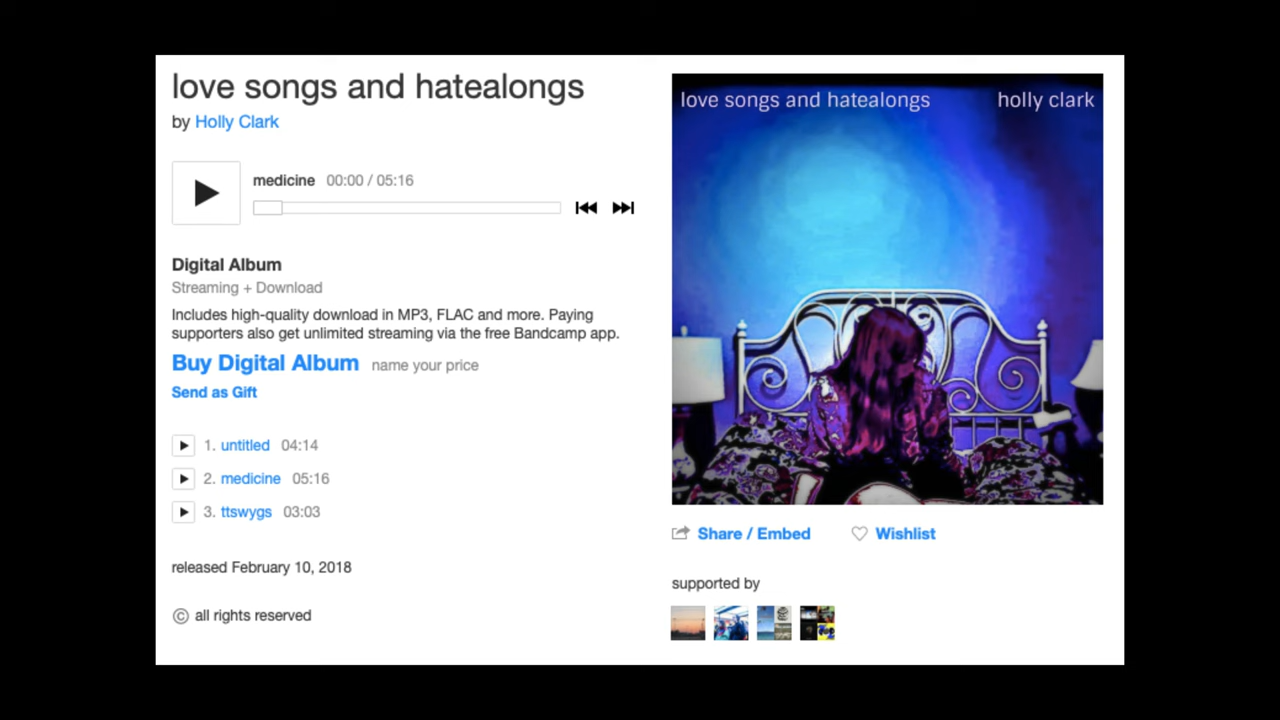 love songs and hatealongs
by Holly Clark
medicine 00:00 / 05:16
Digital Album
Streaming + Download
Includes high-quality download in MP3, FLAC and more. Paying
supporters also get unlimited streaming via the free Bandcamp app.
Buy Digital Album name your price
Send as Gift
1. untitled 04:14
2. medicine 05:16
3. ttswygs 03:03
released February 10, 2018
© all rights reserved
love songs and hatealongs holly clark
Share / Embed Wishlist
supported by